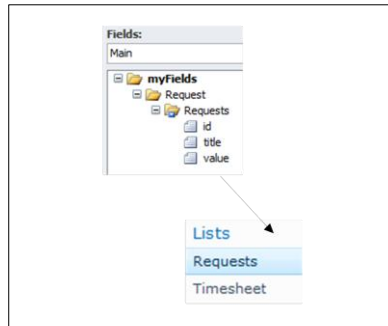 Fields:
Main
myFields
Request
Requests
id
title
value
Lists
Requests
Timesheet